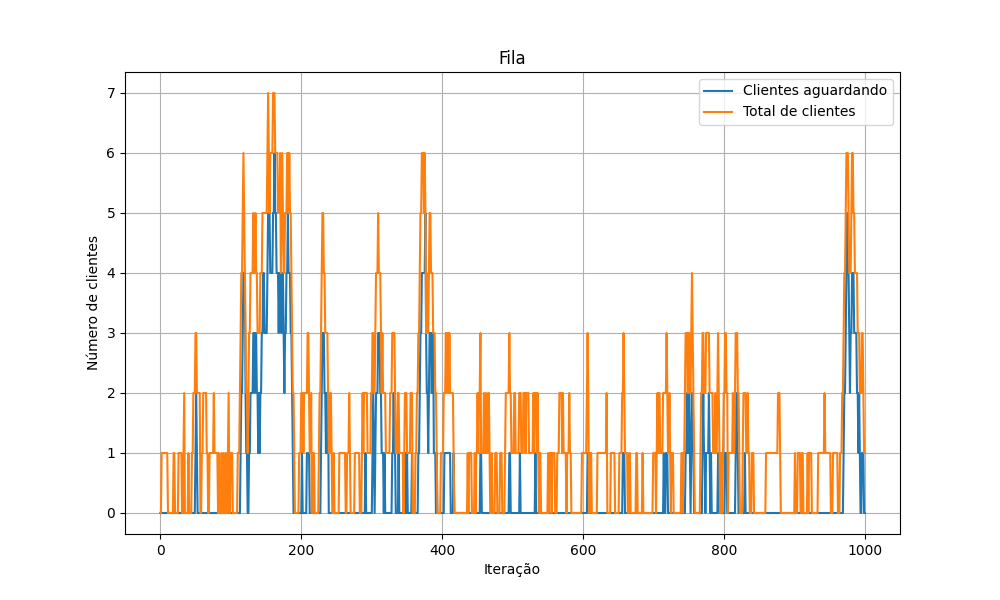 Fila
Clientes aguardando
Total de clientes
Número de clientes
7
6
5
4
3
2
1
0
0 200 400 600 800 1000
Iteração